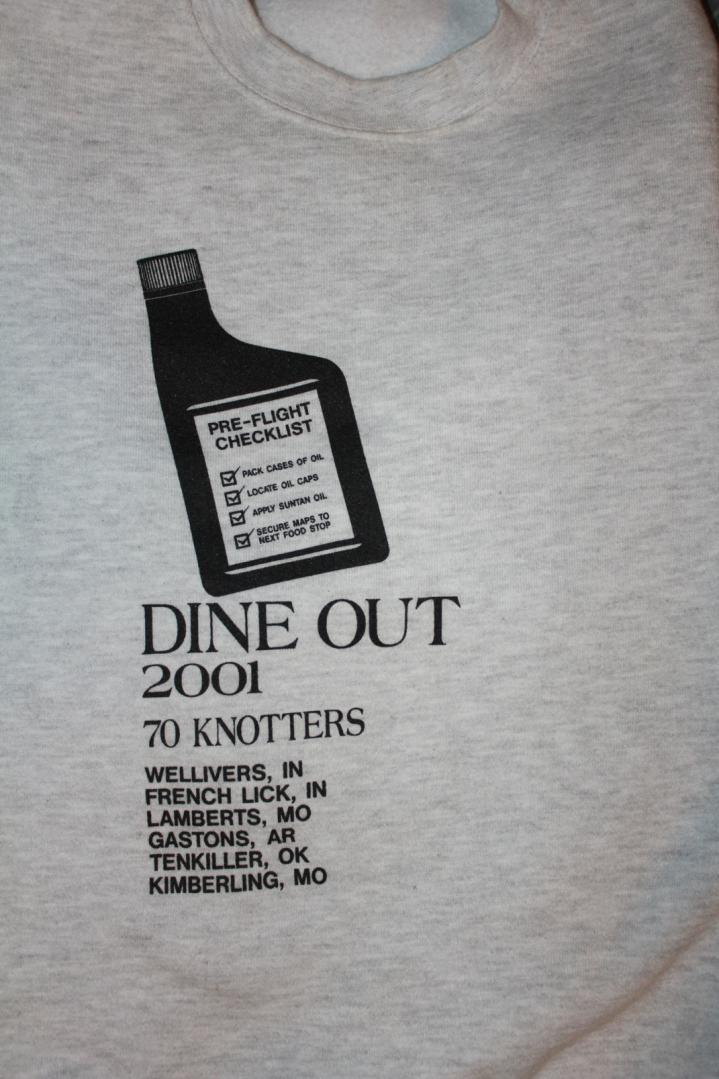 PRE-FLIGHT
CHECKLIST
PACK CASES OF OIL
LOCATE OIL CAPS
APPLY SUNTAN OIL
SECURE MAPS TO
NEXT FOOD STOP
DINE OUT
2001
70 KNOTTERS
WELLIVERS, IN
FRENCH LICK, IN
LAMBERTS, MO
GASTONS, AR
TENKILLER, OK
KIMBERLING, MO